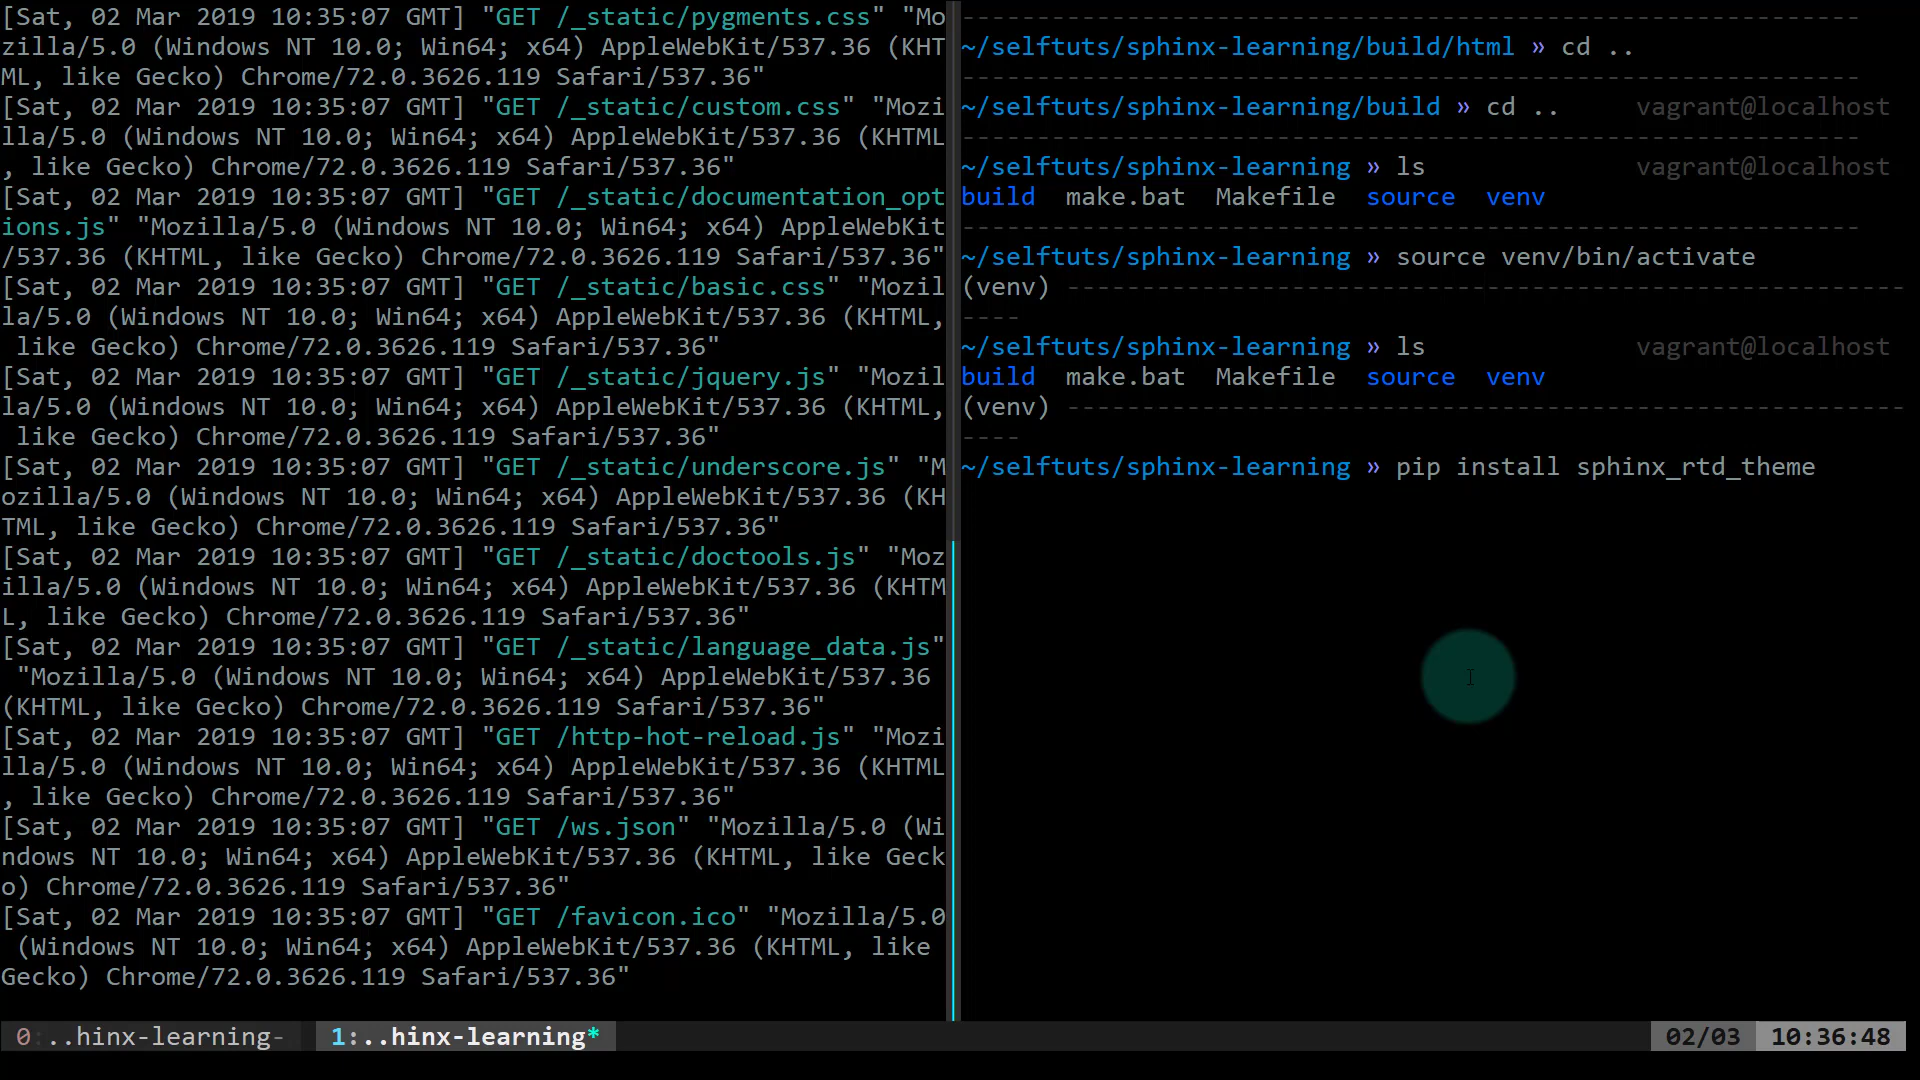 [Sat, 02 Mar 2019 10:35:07 GMT] "GET /_static/pygments.css" "Mo
zilla/5.0 (Windows NT 10.0; Win64; x64) AppleWebKit/537.36 (KHT
ML, like Gecko) Chrome/72.0.3626.119 Safari/537.36"
[Sat, 02 Mar 2019 10:35:07 GMT] "GET /_static/custom.css" "Mozi
lla/5.0 (Windows NT 10.0; Win64; x64) AppleWebKit/537.36 (KHTML
, like Gecko) Chrome/72.0.3626.119 Safari/537.36"
[Sat, 02 Mar 2019 10:35:07 GMT] "GET /_static/documentation_opt
ions.js" "Mozilla/5.0 (Windows NT 10.0; Win64; x64) AppleWebKit
/537.36 (KHTML, like Gecko) Chrome/72.0.3626.119 Safari/537.36"
[Sat, 02 Mar 2019 10:35:07 GMT] "GET /_static/basic.css" "Mozil
la/5.0 (Windows NT 10.0; Win64; x64) AppleWebKit/537.36 (KHTML,
 like Gecko) Chrome/72.0.3626.119 Safari/537.36"
[Sat, 02 Mar 2019 10:35:07 GMT] "GET /_static/jquery.js" "Mozil
la/5.0 (Windows NT 10.0; Win64; x64) AppleWebKit/537.36 (KHTML,
 like Gecko) Chrome/72.0.3626.119 Safari/537.36"
[Sat, 02 Mar 2019 10:35:07 GMT] "GET /_static/underscore.js" "M
ozilla/5.0 (Windows NT 10.0; Win64; x64) AppleWebKit/537.36 (KH
TML, like Gecko) Chrome/72.0.3626.119 Safari/537.36"
[Sat, 02 Mar 2019 10:35:07 GMT] "GET /_static/doctools.js" "Moz
illa/5.0 (Windows NT 10.0; Win64; x64) AppleWebKit/537.36 (KHTM
L, like Gecko) Chrome/72.0.3626.119 Safari/537.36"
[Sat, 02 Mar 2019 10:35:07 GMT] "GET /_static/language_data.js"
 "Mozilla/5.0 (Windows NT 10.0; Win64; x64) AppleWebKit/537.36
(KHTML, like Gecko) Chrome/72.0.3626.119 Safari/537.36"
[Sat, 02 Mar 2019 10:35:07 GMT] "GET /http-hot-reload.js" "Mozi
lla/5.0 (Windows NT 10.0; Win64; x64) AppleWebKit/537.36 (KHTML
, like Gecko) Chrome/72.0.3626.119 Safari/537.36"
[Sat, 02 Mar 2019 10:35:07 GMT] "GET /ws.json" "Mozilla/5.0 (Wi
ndows NT 10.0; Win64; x64) AppleWebKit/537.36 (KHTML, like Geck
o) Chrome/72.0.3626.119 Safari/537.36"
[Sat, 02 Mar 2019 10:35:07 GMT] "GET /favicon.ico" "Mozilla/5.0
 (Windows NT 10.0; Win64; x64) AppleWebKit/537.36 (KHTML, like
Gecko) Chrome/72.0.3626.119 Safari/537.36"
------------------------------------------------------------
~/selftuts/sphinx-learning/build/html » cd ..
------------------------------------------------------------
~/selftuts/sphinx-learning/build » cd .. vagrant@localhost
------------------------------------------------------------
~/selftuts/sphinx-learning » ls vagrant@localhost
build make.bat Makefile source venv
------------------------------------------------------------
~/selftuts/sphinx-learning » source venv/bin/activate
(venv) --------------------------------------------------------
----
~/selftuts/sphinx-learning » ls vagrant@localhost
build make.bat Makefile source venv
(venv) --------------------------------------------------------
----
~/selftuts/sphinx-learning » pip install sphinx_rtd_theme
0:..hinx-learning- 1:..hinx-learning* 02/03 10:36:48